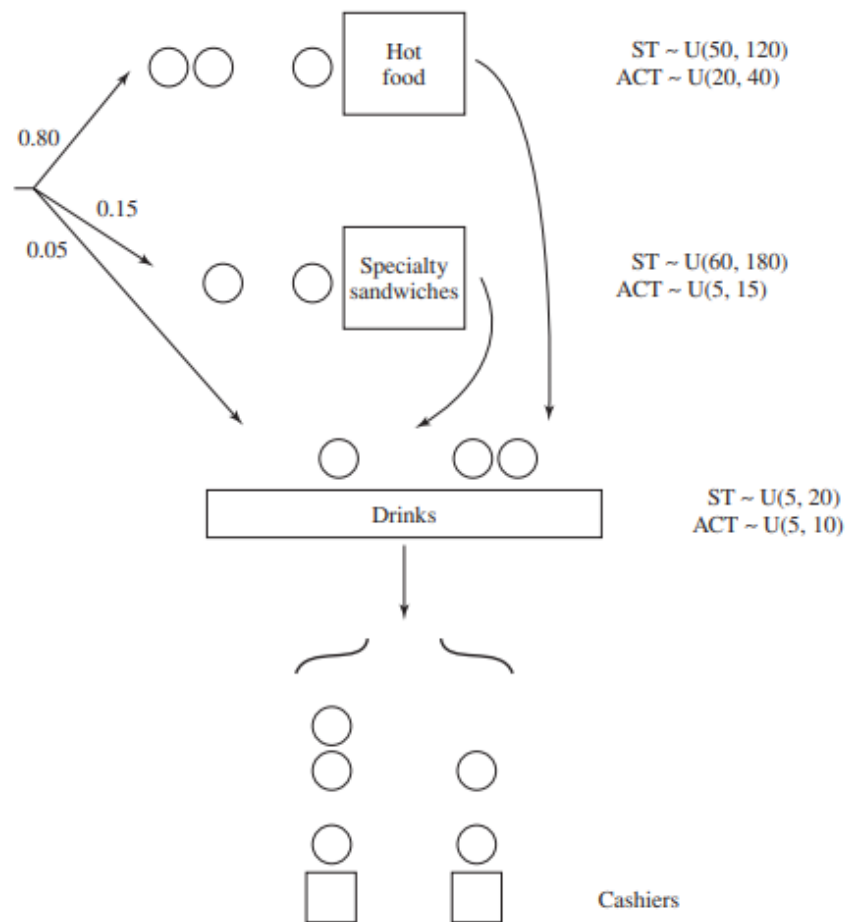 Hot
food
ST ~ U(50, 120)
ACT ~ U(20, 40)
0.80
0.15
0.05
Specialty
sandwiches
ST ~ U(60, 180)
ACT ~ U(5, 15)
Drinks
ST ~ U(5, 20)
ACT ~ U(5, 10)
Cashiers